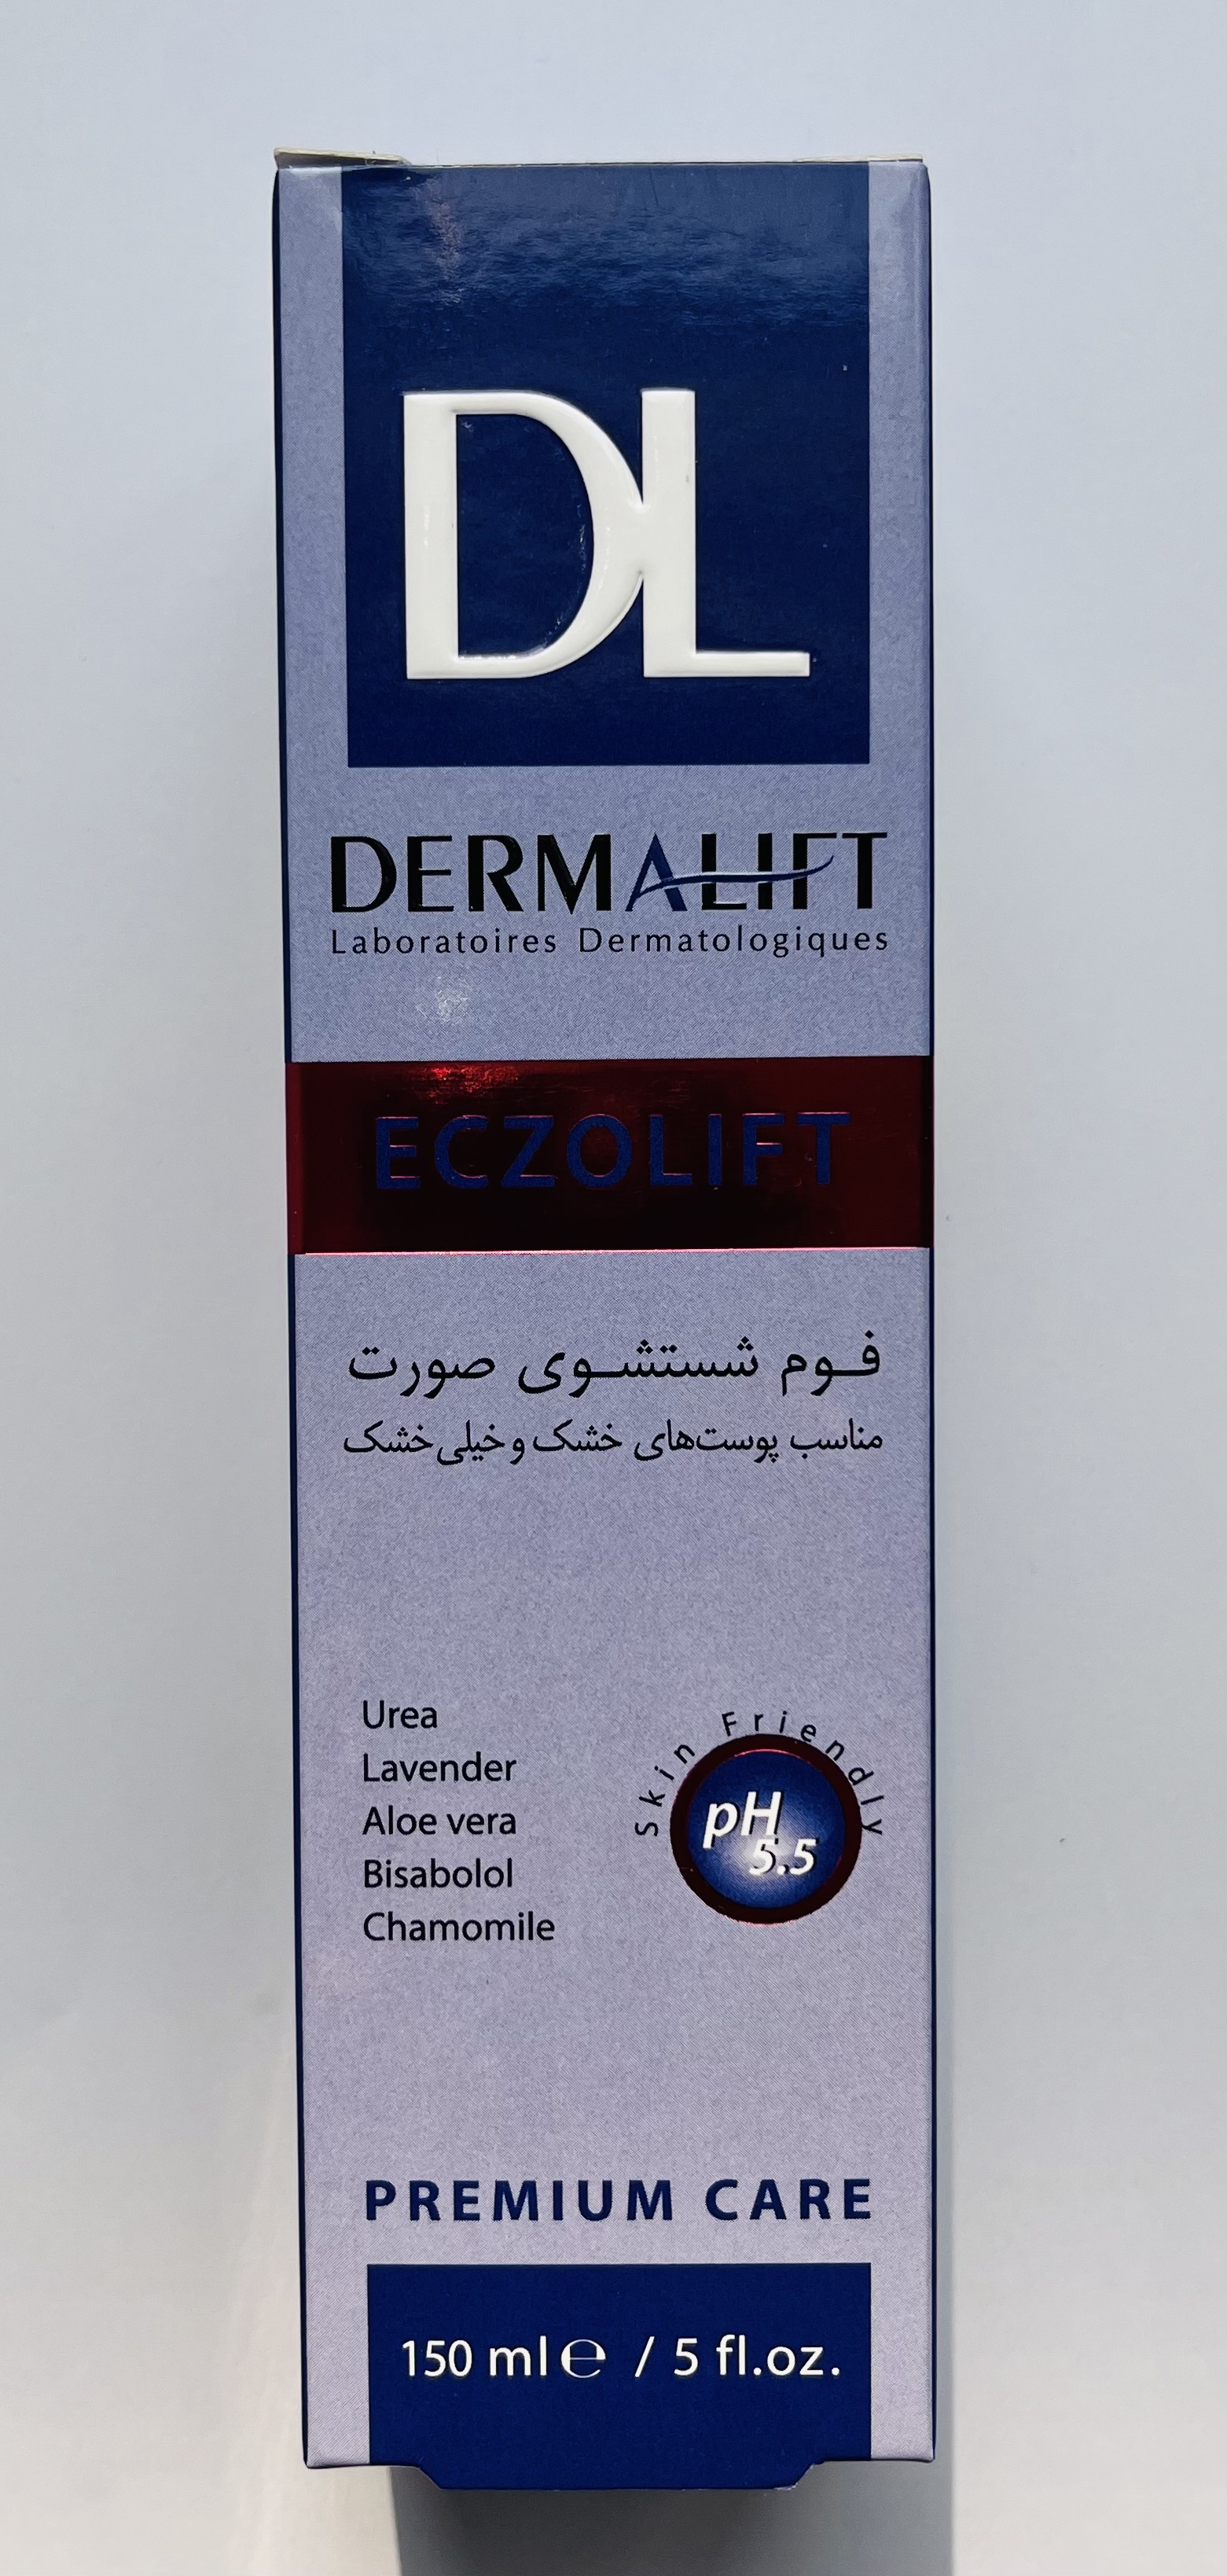 DL
DERMALIFT
Laboratoires Dermatologiques
ECZOLIFT
فـوم شستشـوی صورت
مناسب پوست‌های خشک و خیلی خشک
Urea
Lavender
Aloe vera
Bisabolol
Chamomile
Skin Friendly
pH
5.5
PREMIUM CARE
150 ml ℮ / 5 fl.oz.